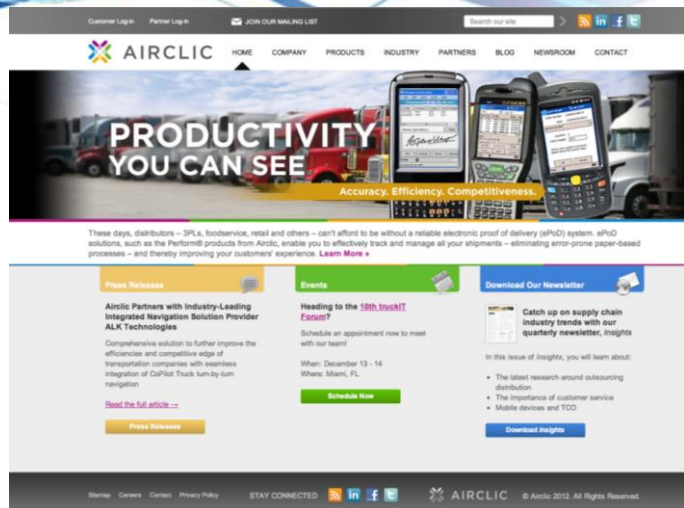 Customer Log-in Partner Log-in JOIN OUR MAILING LIST Search our site
AIRCLIC HOME COMPANY PRODUCTS INDUSTRY PARTNERS BLOG NEWSROOM CONTACT
PRODUCTIVITY
YOU CAN SEE
Accuracy. Efficiency. Competitiveness.
These days, distributors – 3PLs, foodservice, retail and others – can't afford to be without a reliable electronic proof of delivery (ePoD) system. ePoD
solutions, such as the Perform® products from Airclic, enable you to effectively track and manage all your shipments – eliminating error-prone paper-based
processes – and thereby improving your customers' experience. Learn More »
Press Releases
Airclic Partners with Industry-Leading
Integrated Navigation Solution Provider
ALK Technologies
Comprehensive solution to further improve the
efficiencies and competitive edge of
transportation companies with seamless
integration of CoPilot Truck turn-by-turn
navigation
Read the full article →
Press Releases
Events
Heading to the 10th truckIT
Forum?
Schedule an appointment now to meet
with our team!
When: December 13 - 14
Where: Miami, FL
Schedule Now
Download Our Newsletter
Catch up on supply chain
industry trends with our
quarterly newsletter, Insights
In this issue of Insights, you will learn about:
• The latest research around outsourcing
distribution
• The importance of customer service
• Mobile devices and TCO
Download Insights
Sitemap Careers Contact Privacy Policy STAY CONNECTED AIRCLIC © Airclic 2012. All Rights Reserved.